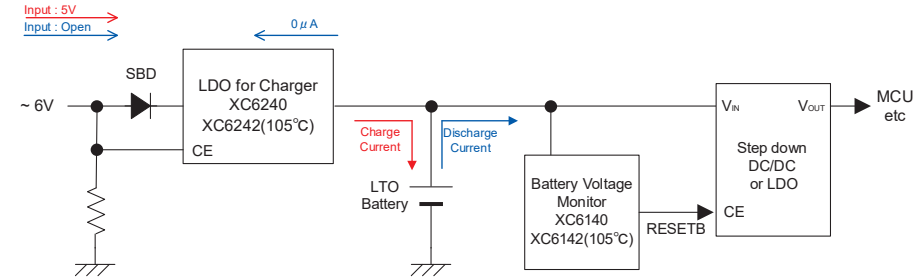 Input : 5V
Input : Open
0μA
SBD
LDO for Charger
XC6240
XC6242(105℃)
CE
~ 6V
Charge
Current
Discharge
Current
LTO
Battery
Battery Voltage
Monitor
XC6140
XC6142(105℃)
RESETB
VIN
VOUT
Step down
DC/DC
or LDO
CE
MCU
etc